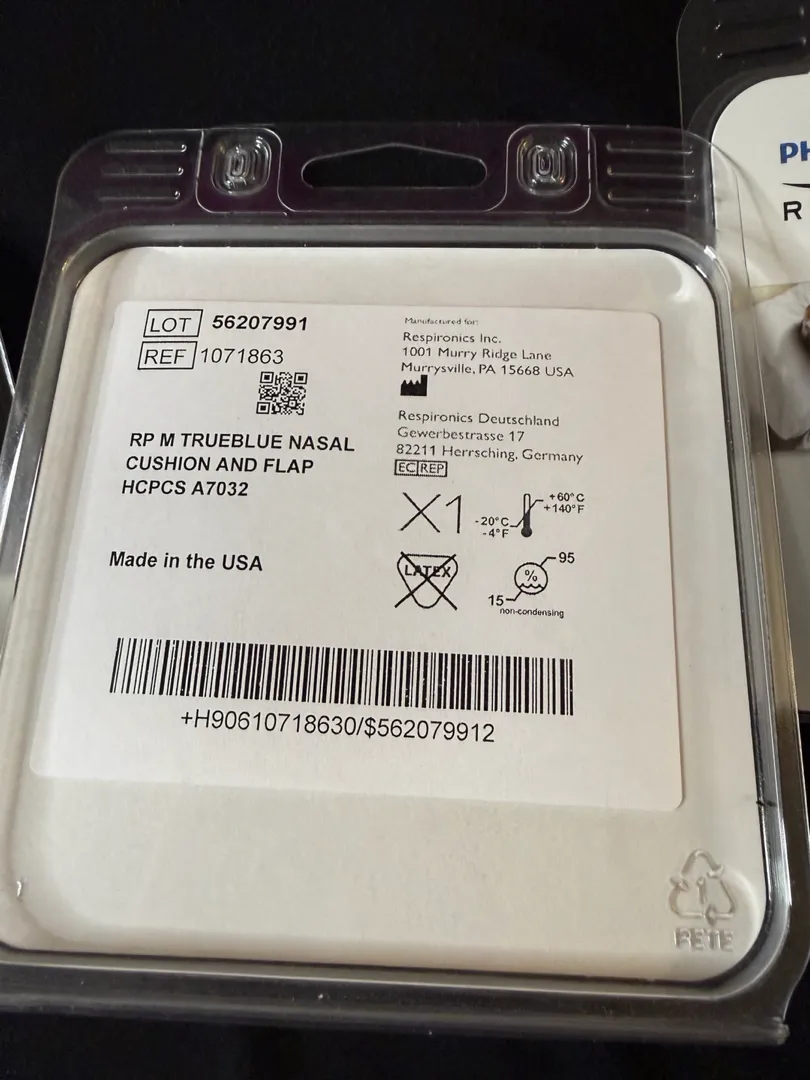 LOT 56207991
REF 1071863
RP M TRUEBLUE NASAL
CUSHION AND FLAP
HCPCS A7032
Made in the USA
Manufactured for:
Respironics Inc.
1001 Murry Ridge Lane
Murrysville, PA 15668 USA
Respironics Deutschland
Gewerbestrasse 17
82211 Herrsching, Germany
EC REP
X1
+60°C
+140°F
-20°C
-4°F
LATEX
95
%
15
non-condensing
+H90610718630/$562079912
PETE
PH
R